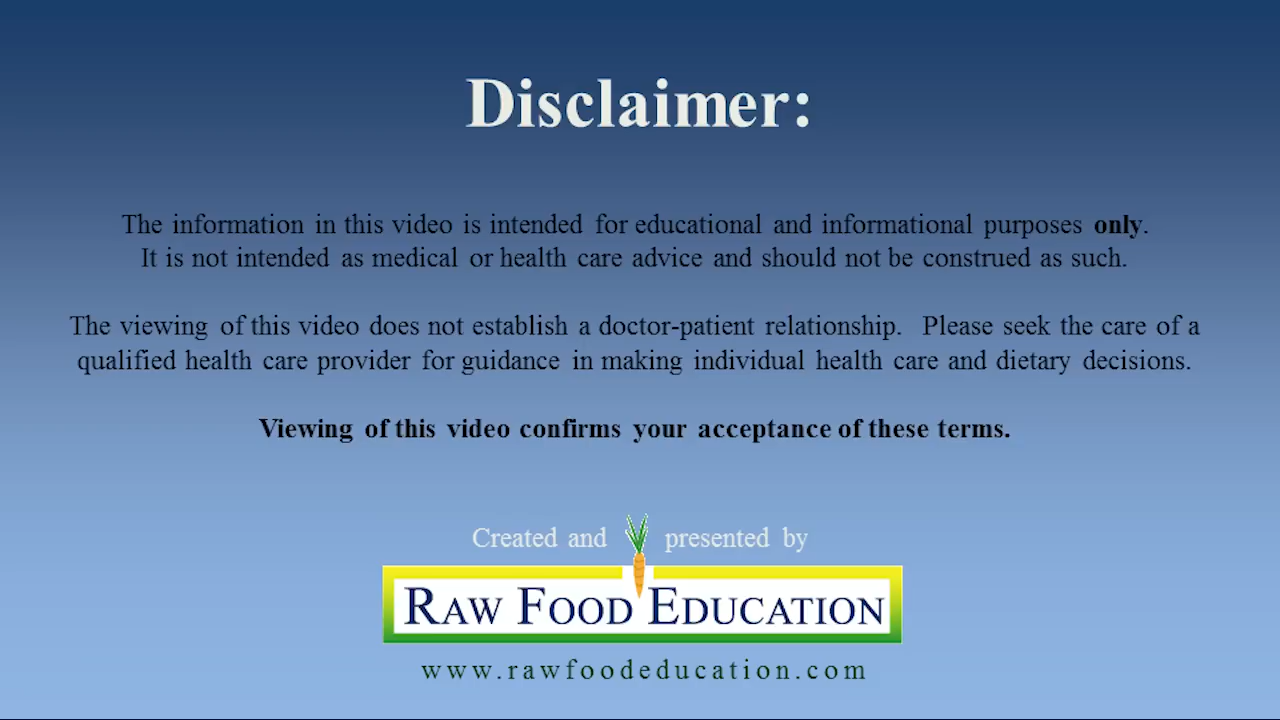 Disclaimer:
The information in this video is intended for educational and informational purposes only.
It is not intended as medical or health care advice and should not be construed as such.
The viewing of this video does not establish a doctor-patient relationship.  Please seek the care of a
qualified health care provider for guidance in making individual health care and dietary decisions.
Viewing of this video confirms your acceptance of these terms.
Created and presented by
RAW FOOD EDUCATION
www.rawfoodeducation.com